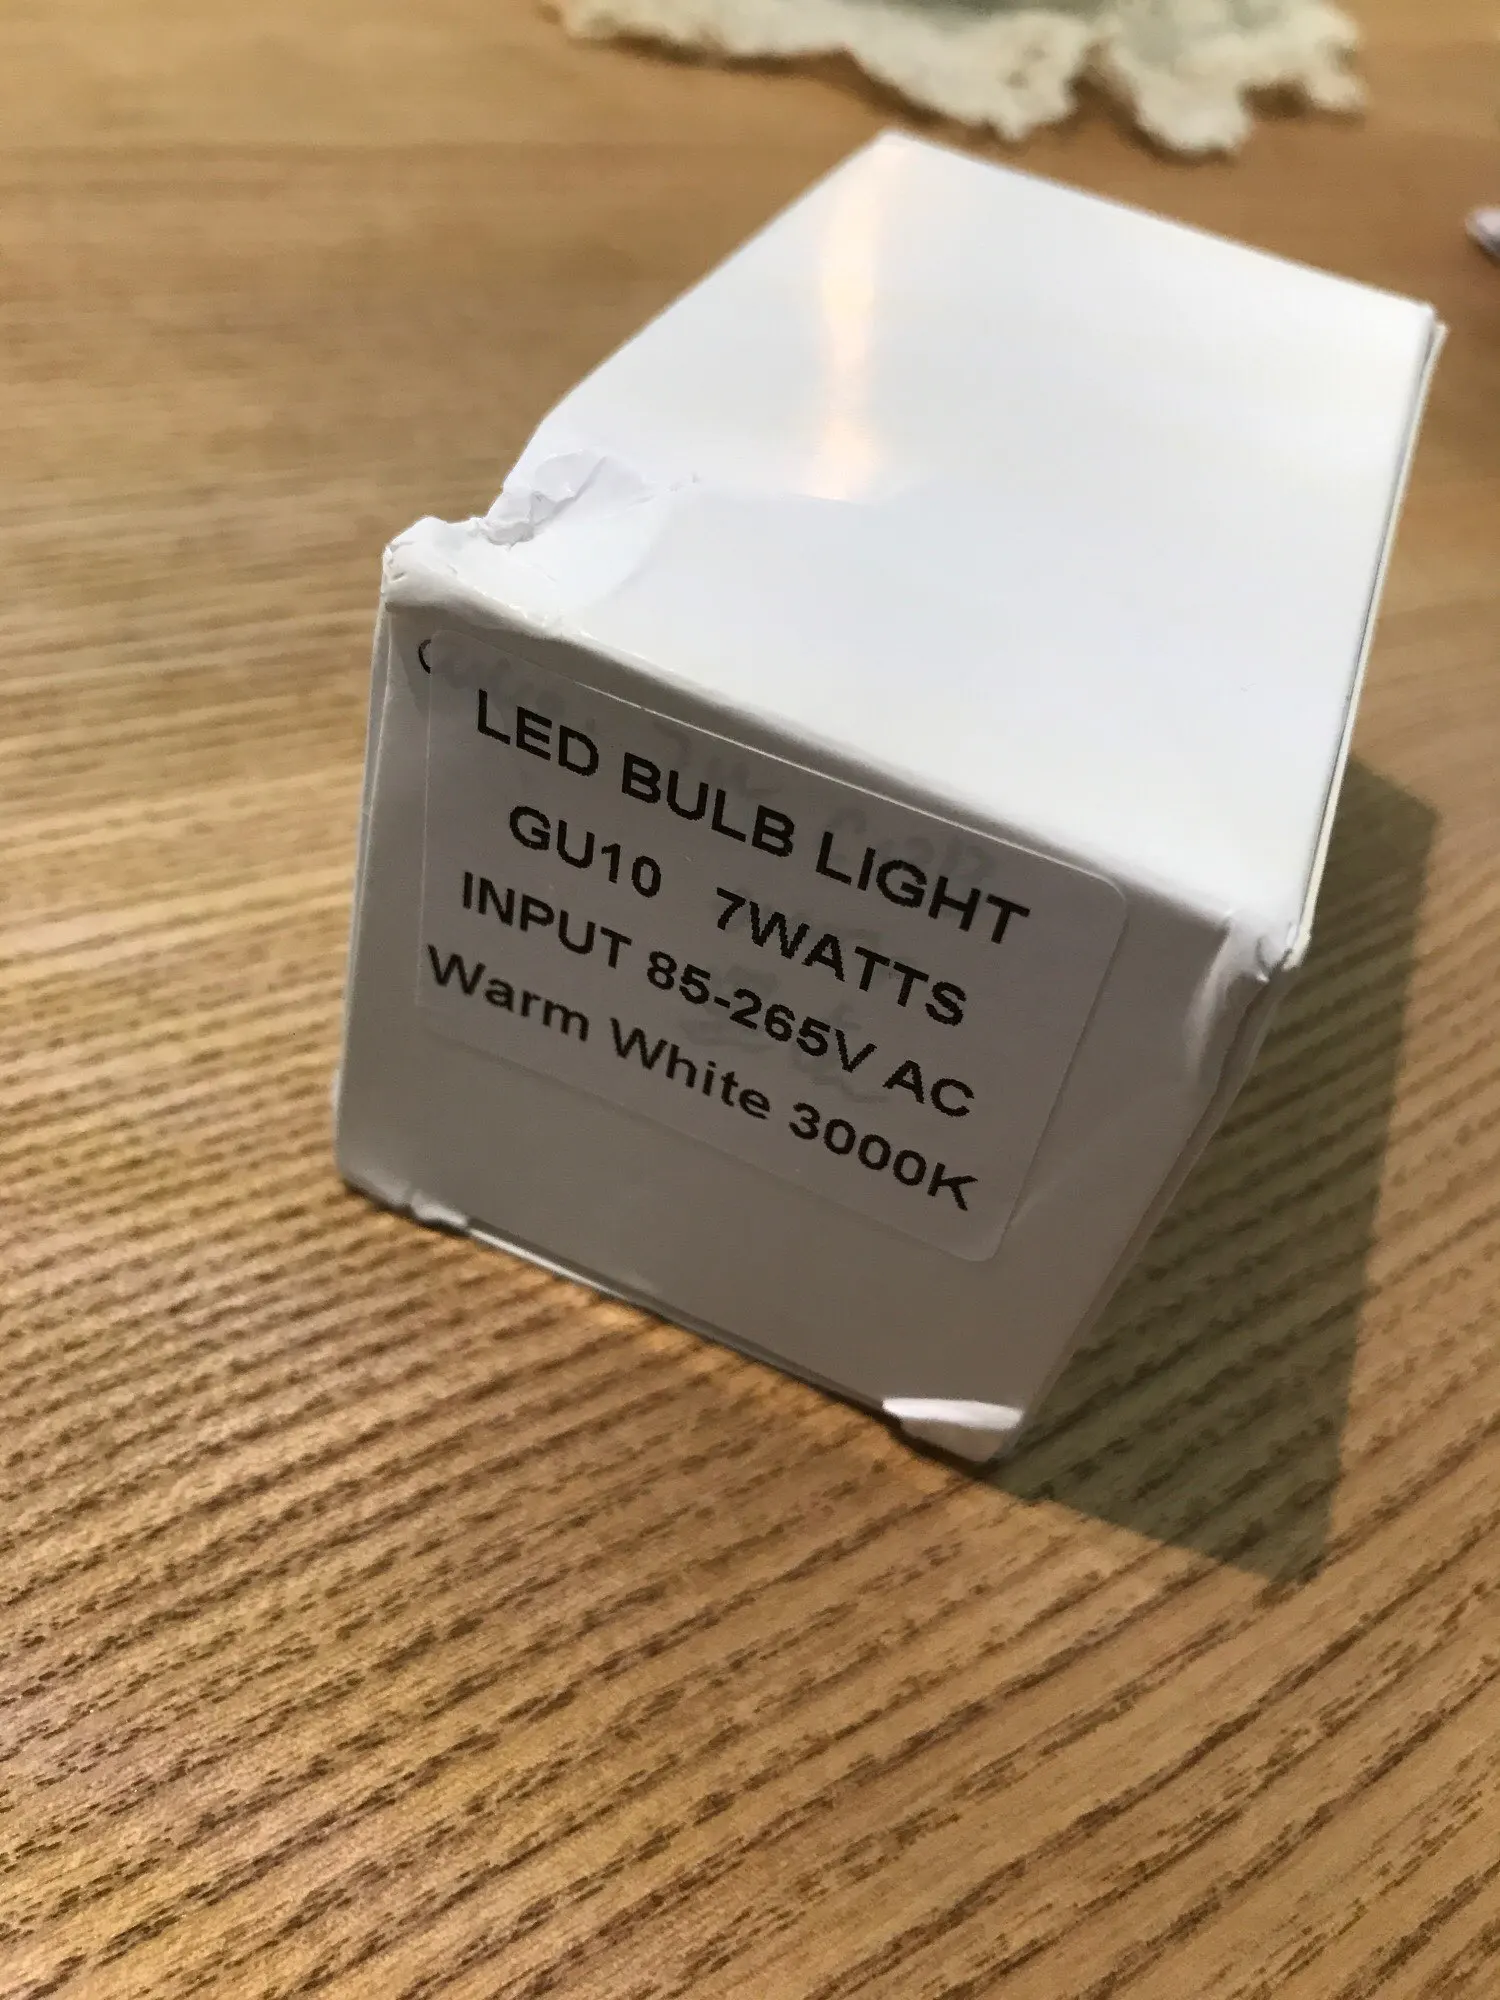 LED BULB LIGHT
GU10 7WATTS
INPUT 85-265V AC
Warm White 3000K